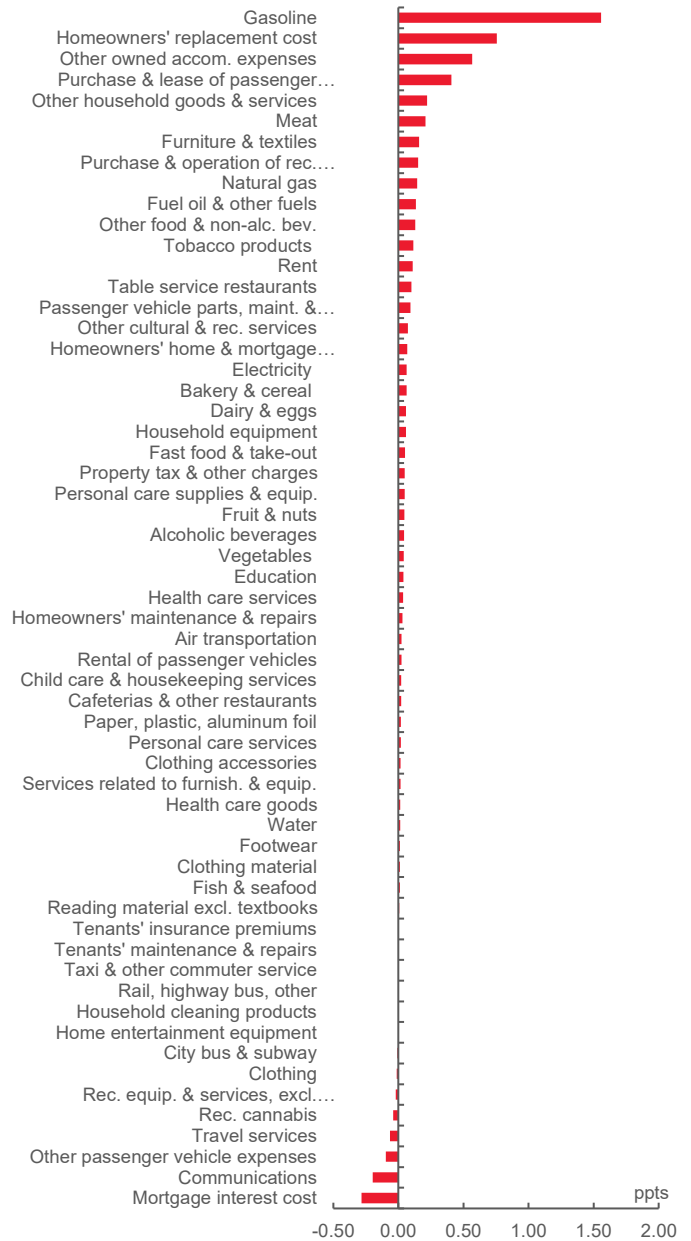 Gasoline
Homeowners' replacement cost
Other owned accom. expenses
Purchase & lease of passenger…
Other household goods & services
Meat
Furniture & textiles
Purchase & operation of rec.…
Natural gas
Fuel oil & other fuels
Other food & non-alc. bev.
Tobacco products
Rent
Table service restaurants
Passenger vehicle parts, maint. &…
Other cultural & rec. services
Homeowners' home & mortgage…
Electricity
Bakery & cereal
Dairy & eggs
Household equipment
Fast food & take-out
Property tax & other charges
Personal care supplies & equip.
Fruit & nuts
Alcoholic beverages
Vegetables
Education
Health care services
Homeowners' maintenance & repairs
Air transportation
Rental of passenger vehicles
Child care & housekeeping services
Cafeterias & other restaurants
Paper, plastic, aluminum foil
Personal care services
Clothing accessories
Services related to furnish. & equip.
Health care goods
Water
Footwear
Clothing material
Fish & seafood
Reading material excl. textbooks
Tenants' insurance premiums
Tenants' maintenance & repairs
Taxi & other commuter service
Rail, highway bus, other
Household cleaning products
Home entertainment equipment
City bus & subway
Clothing
Rec. equip. & services, excl.…
Rec. cannabis
Travel services
Other passenger vehicle expenses
Communications
Mortgage interest cost
ppts
-0.50 0.00 0.50 1.00 1.50 2.00